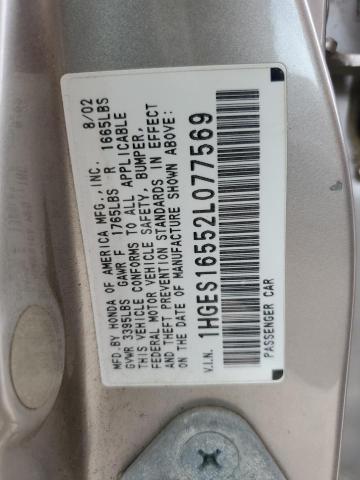 MFD.BY HONDA OF AMERICA MFG.,INC. 8/02
GVWR 3395LBS GAWR F 1765LBS R 1665LBS
THIS VEHICLE CONFORMS TO ALL APPLICABLE
FEDERAL MOTOR VEHICLE SAFETY, BUMPER,
AND THEFT PREVENTION STANDARDS IN EFFECT
ON THE DATE OF MANUFACTURE SHOWN ABOVE:
V.I.N. 1HGES16552L077569
PASSENGER CAR